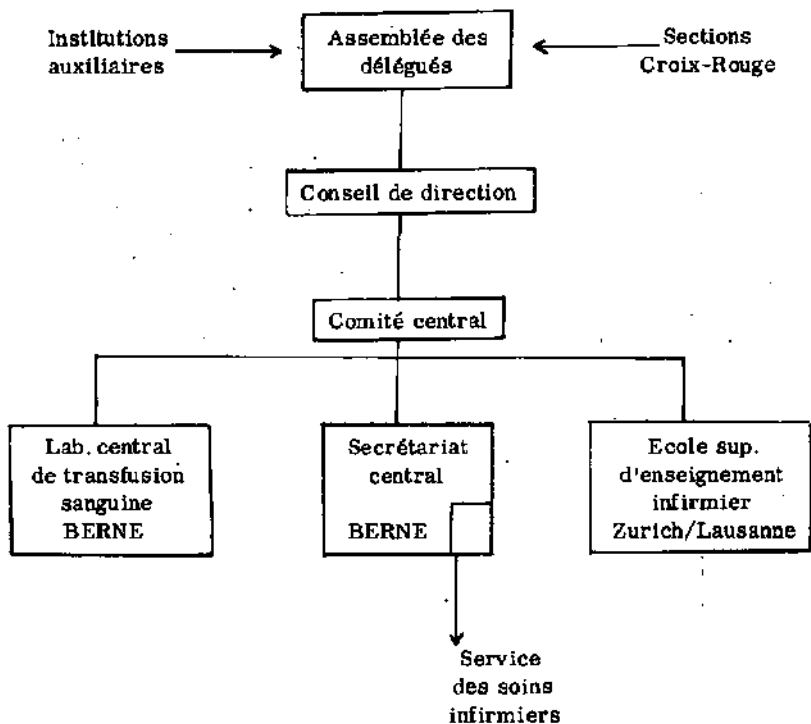 Institutions
auxiliaires
Assemblée des
délégués
Sections
Croix-Rouge
Conseil de direction
Comité central
Lab. central
de transfusion
sanguine
BERNE
Secrétariat
central
BERNE
Ecole sup.
d'enseignement
infirmier
Zurich/Lausanne
Service
des soins
infirmiers